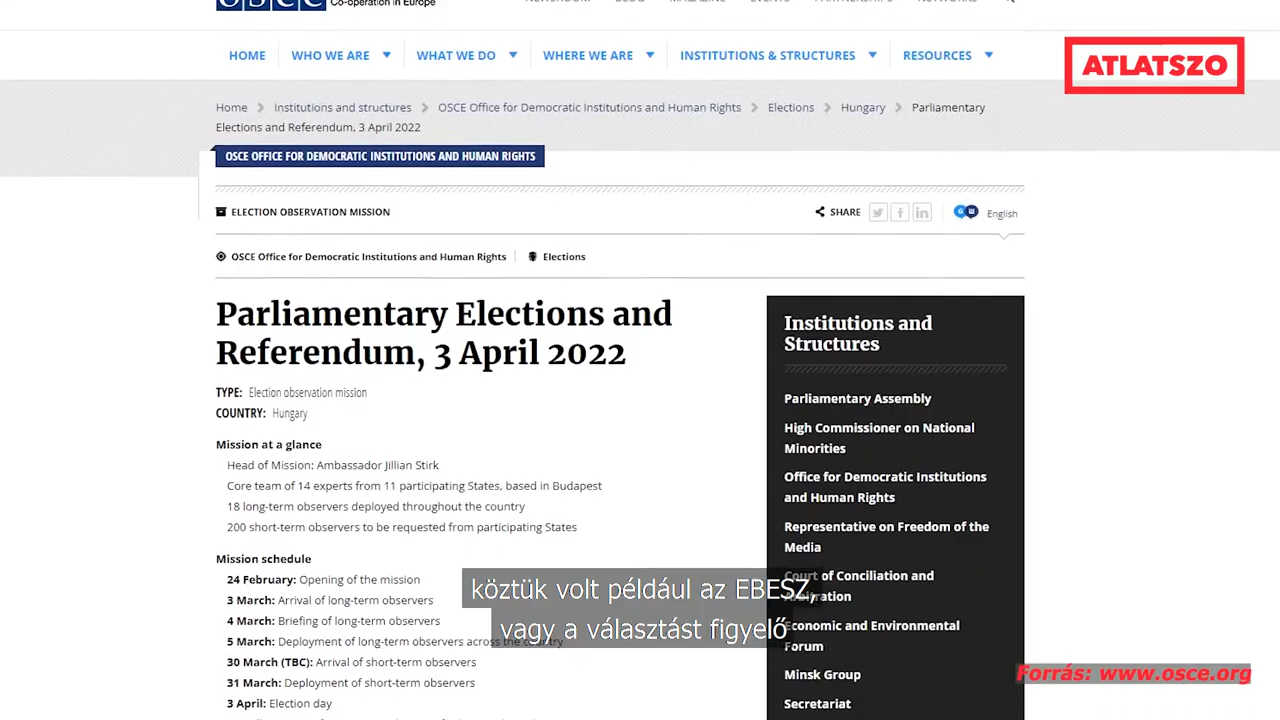 OSCE Co-operation in Europe
NEWSROOM BLOG MAGAZINE EVENTS PARTNERSHIPS NETWORKS
HOME WHO WE ARE WHAT WE DO WHERE WE ARE INSTITUTIONS & STRUCTURES RESOURCES
ATLATSZO
Home Institutions and structures OSCE Office for Democratic Institutions and Human Rights Elections Hungary Parliamentary
Elections and Referendum, 3 April 2022
OSCE OFFICE FOR DEMOCRATIC INSTITUTIONS AND HUMAN RIGHTS
ELECTION OBSERVATION MISSION
SHARE
English
OSCE Office for Democratic Institutions and Human Rights Elections
Parliamentary Elections and
Referendum, 3 April 2022
TYPE: Election observation mission
COUNTRY: Hungary
Mission at a glance
Head of Mission: Ambassador Jillian Stirk
Core team of 14 experts from 11 participating States, based in Budapest
18 long-term observers deployed throughout the country
200 short-term observers to be requested from participating States
Mission schedule
24 February: Opening of the mission
3 March: Arrival of long-term observers
4 March: Briefing of long-term observers
5 March: Deployment of long-term observers across the country
30 March (TBC): Arrival of short-term observers
31 March: Deployment of short-term observers
3 April: Election day
Institutions and
Structures
Parliamentary Assembly
High Commissioner on National
Minorities
Office for Democratic Institutions
and Human Rights
Representative on Freedom of the
Media
Court of Conciliation and
Arbitration
Economic and Environmental
Forum
Minsk Group
Secretariat
köztük volt például az EBESZ,
vagy a választást figyelő
Forrás: www.osce.org